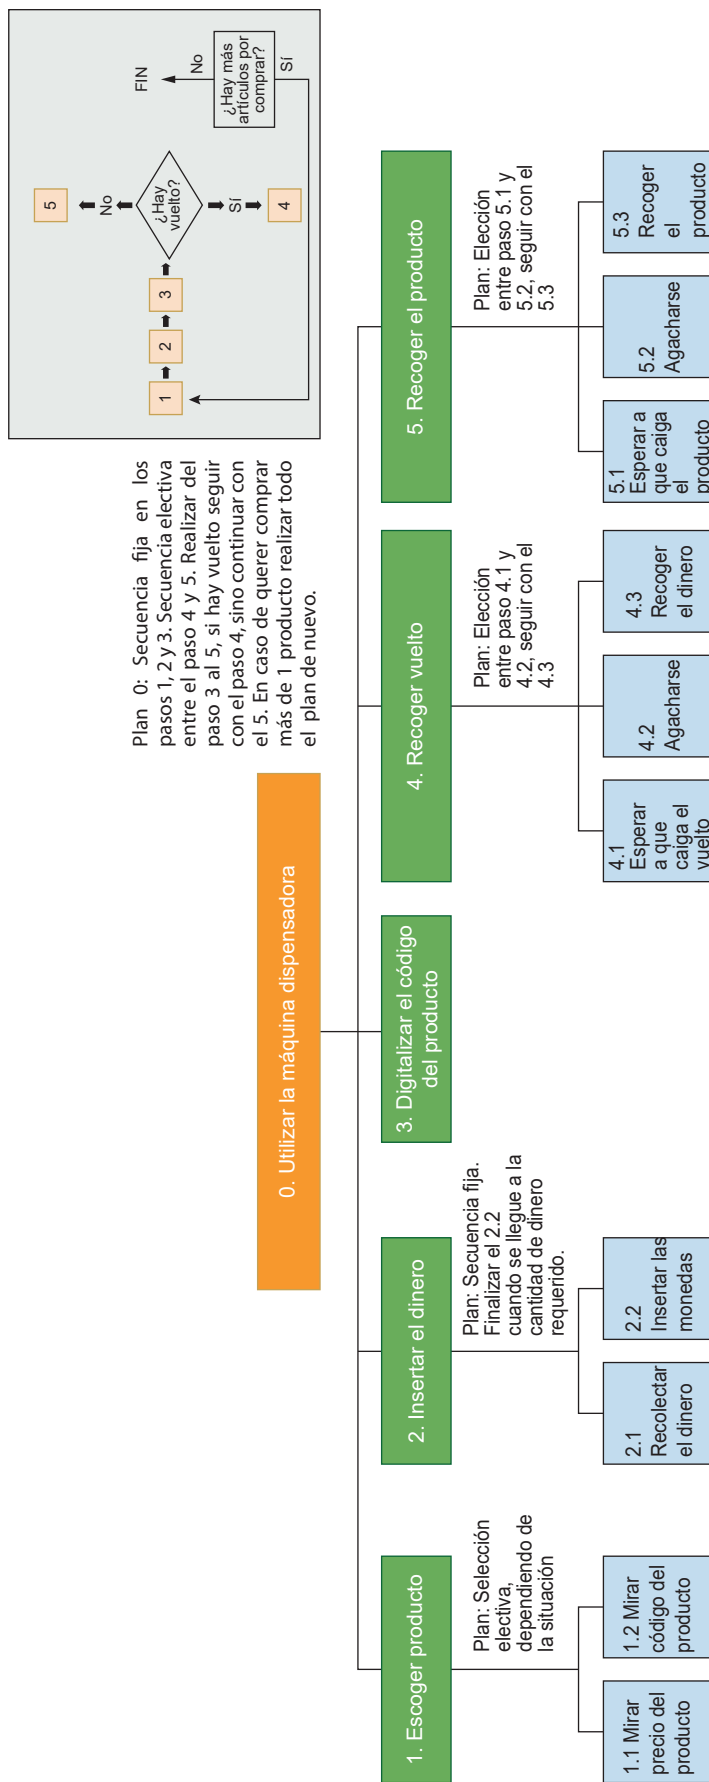 Plan 0: Secuencia fija en los
pasos 1, 2 y 3. Secuencia electiva
entre el paso 4 y 5. Realizar del
paso 3 al 5, si hay vuelto seguir
con el paso 4, sino continuar con
el 5. En caso de querer comprar
más de 1 producto realizar todo
el plan de nuevo.
1
2
3
¿Hay
vuelto?
No
5
Sí
4
¿Hay más
artículos por
comprar?
No
FIN
Sí
0. Utilizar la máquina dispensadora
1. Escoger producto
2. Insertar el dinero
3. Digitalizar el código
del producto
4. Recoger vuelto
5. Recoger el producto
Plan: Selección
electiva,
dependiendo de
la situación
Plan: Secuencia fija.
Finalizar el 2.2
cuando se llegue a la
cantidad de dinero
requerido.
Plan: Elección
entre paso 4.1 y
4.2, seguir con el
4.3
Plan: Elección
entre paso 5.1 y
5.2, seguir con el
5.3
1.1 Mirar
precio del
producto
1.2 Mirar
código del
producto
2.1
Recolectar
el dinero
2.2
Insertar las
monedas
4.1
Esperar
a que
caiga el
vuelto
4.2
Agacharse
4.3
Recoger
el dinero
5.1
Esperar a
que caiga
el
producto
5.2
Agacharse
5.3
Recoger
el
producto